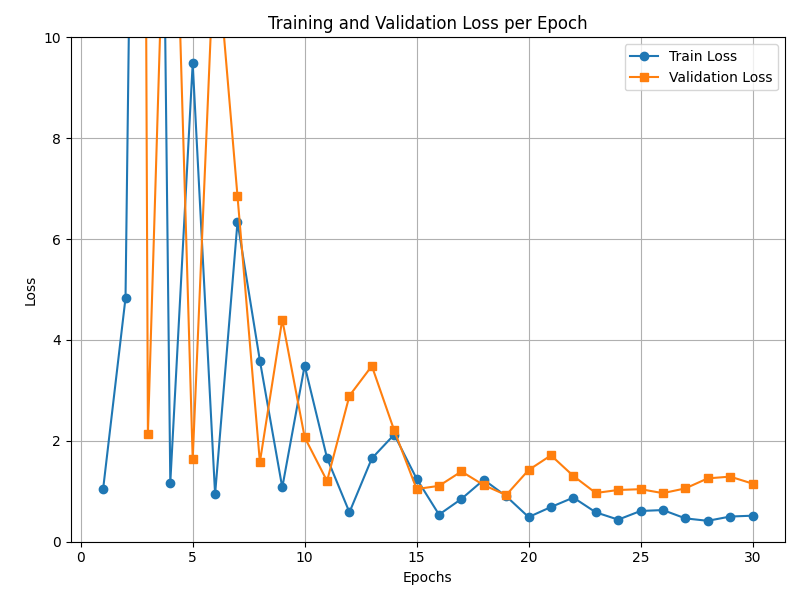 Training and Validation Loss per Epoch
Train Loss
Validation Loss
Loss
10
8
6
4
2
0
0 5 10 15 20 25 30
Epochs